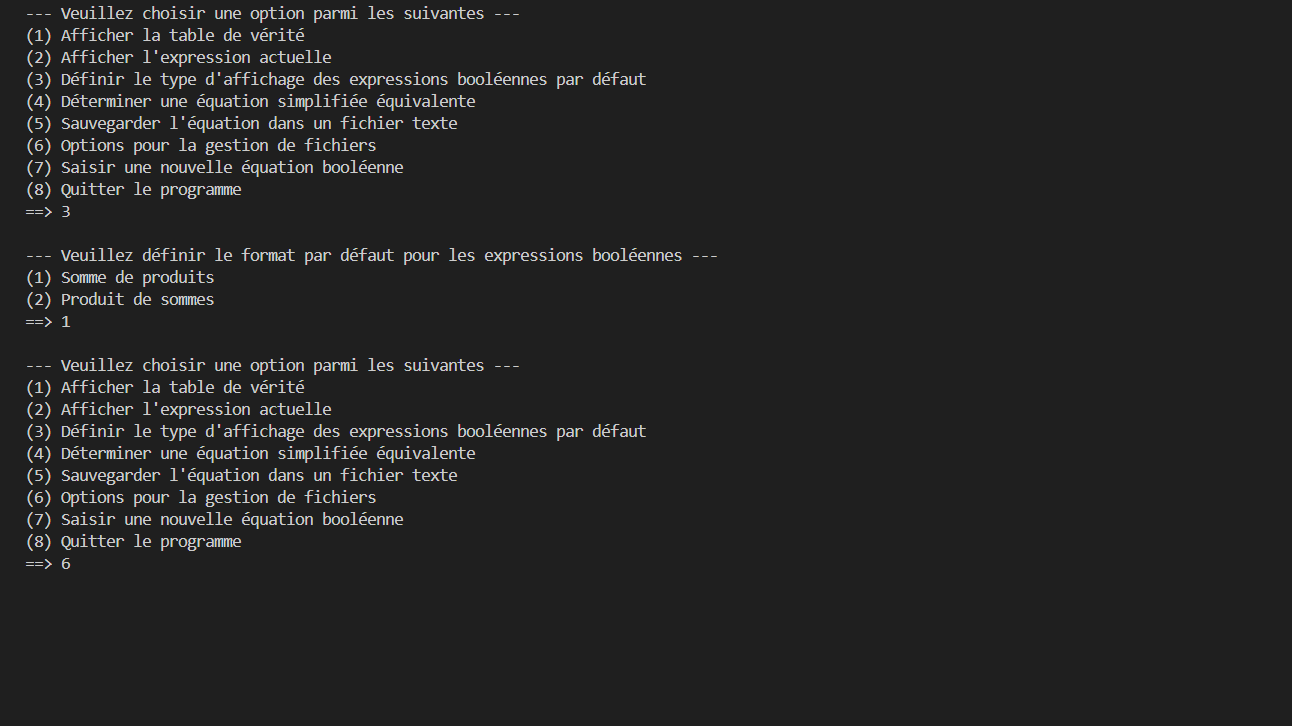 --- Veuillez choisir une option parmi les suivantes ---
(1) Afficher la table de vérité
(2) Afficher l'expression actuelle
(3) Définir le type d'affichage des expressions booléennes par défaut
(4) Déterminer une équation simplifiée équivalente
(5) Sauvegarder l'équation dans un fichier texte
(6) Options pour la gestion de fichiers
(7) Saisir une nouvelle équation booléenne
(8) Quitter le programme
==> 3
--- Veuillez définir le format par défaut pour les expressions booléennes ---
(1) Somme de produits
(2) Produit de sommes
==> 1
--- Veuillez choisir une option parmi les suivantes ---
(1) Afficher la table de vérité
(2) Afficher l'expression actuelle
(3) Définir le type d'affichage des expressions booléennes par défaut
(4) Déterminer une équation simplifiée équivalente
(5) Sauvegarder l'équation dans un fichier texte
(6) Options pour la gestion de fichiers
(7) Saisir une nouvelle équation booléenne
(8) Quitter le programme
==> 6